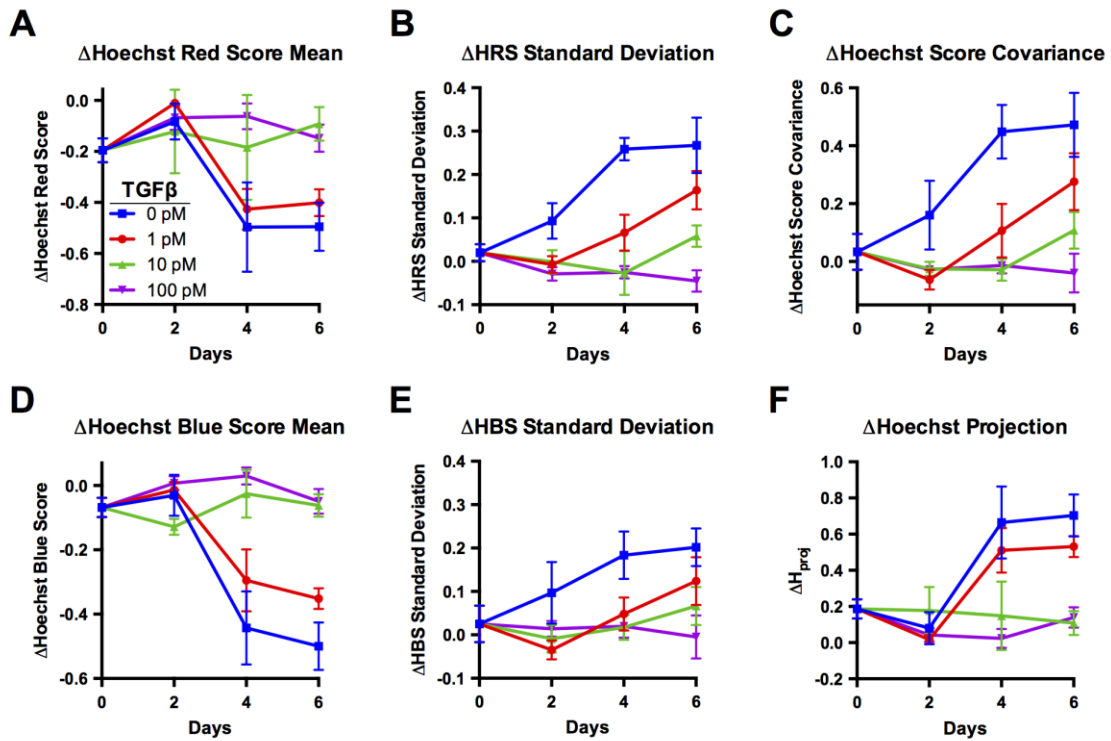 A
ΔHoechst Red Score Mean
ΔHoechst Red Score
0.0
-0.2
-0.4
-0.6
-0.8
TGFβ
0 pM
1 pM
10 pM
100 pM
0 2 4 6
Days
B
ΔHRS Standard Deviation
ΔHRS Standard Deviation
0.4
0.3
0.2
0.1
0.0
-0.1
0 2 4 6
Days
C
ΔHoechst Score Covariance
ΔHoechst Score Covariance
0.6
0.4
0.2
0.0
0 2 4 6
Days
D
ΔHoechst Blue Score Mean
ΔHoechst Blue Score
0.0
-0.2
-0.4
-0.6
0 2 4 6
Days
E
ΔHBS Standard Deviation
ΔHBS Standard Deviation
0.4
0.3
0.2
0.1
0.0
-0.1
0 2 4 6
Days
F
ΔHoechst Projection
ΔHproj
1.0
0.8
0.6
0.4
0.2
0.0
-0.2
0 2 4 6
Days